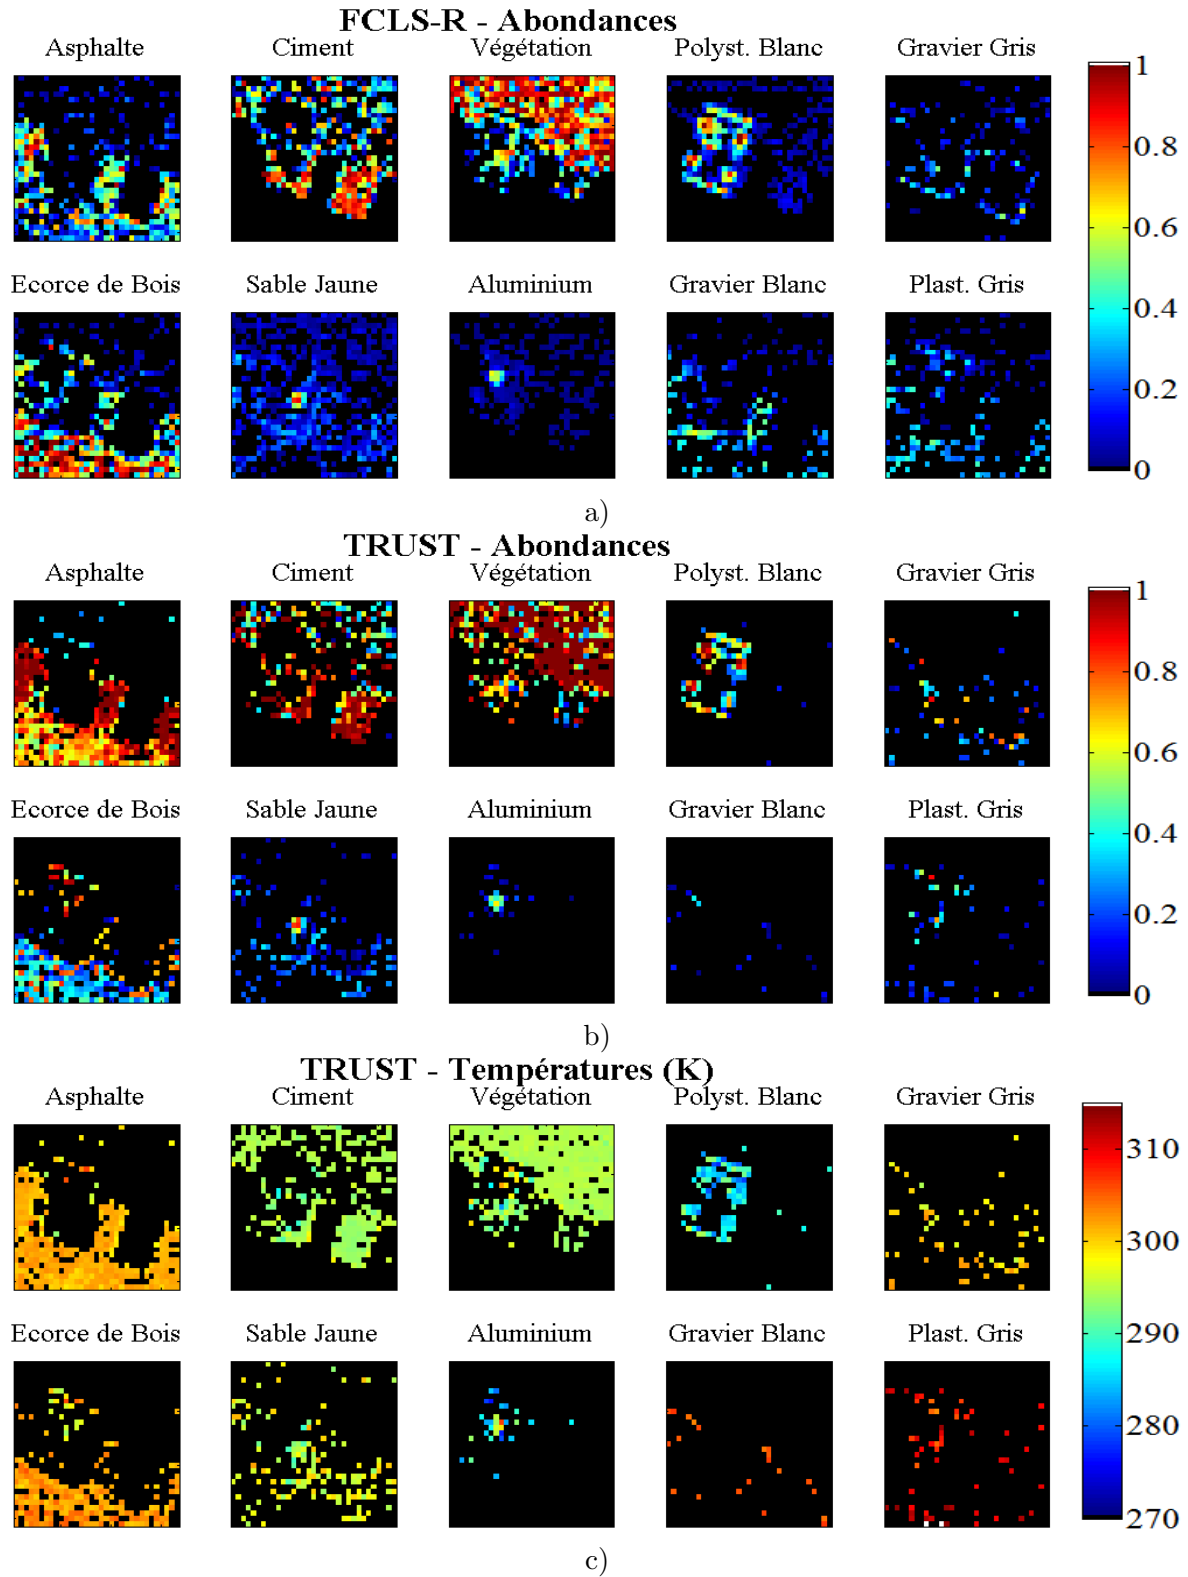 FCLS-R - Abondances
Asphalte Ciment Végétation Polyst. Blanc Gravier Gris
1
0.8
0.6
0.4
0.2
0
Ecorce de Bois Sable Jaune Aluminium Gravier Blanc Plast. Gris
a)
TRUST - Abondances
Asphalte Ciment Végétation Polyst. Blanc Gravier Gris
1
0.8
0.6
0.4
0.2
0
Ecorce de Bois Sable Jaune Aluminium Gravier Blanc Plast. Gris
b)
TRUST - Températures (K)
Asphalte Ciment Végétation Polyst. Blanc Gravier Gris
310
300
290
280
270
Ecorce de Bois Sable Jaune Aluminium Gravier Blanc Plast. Gris
c)